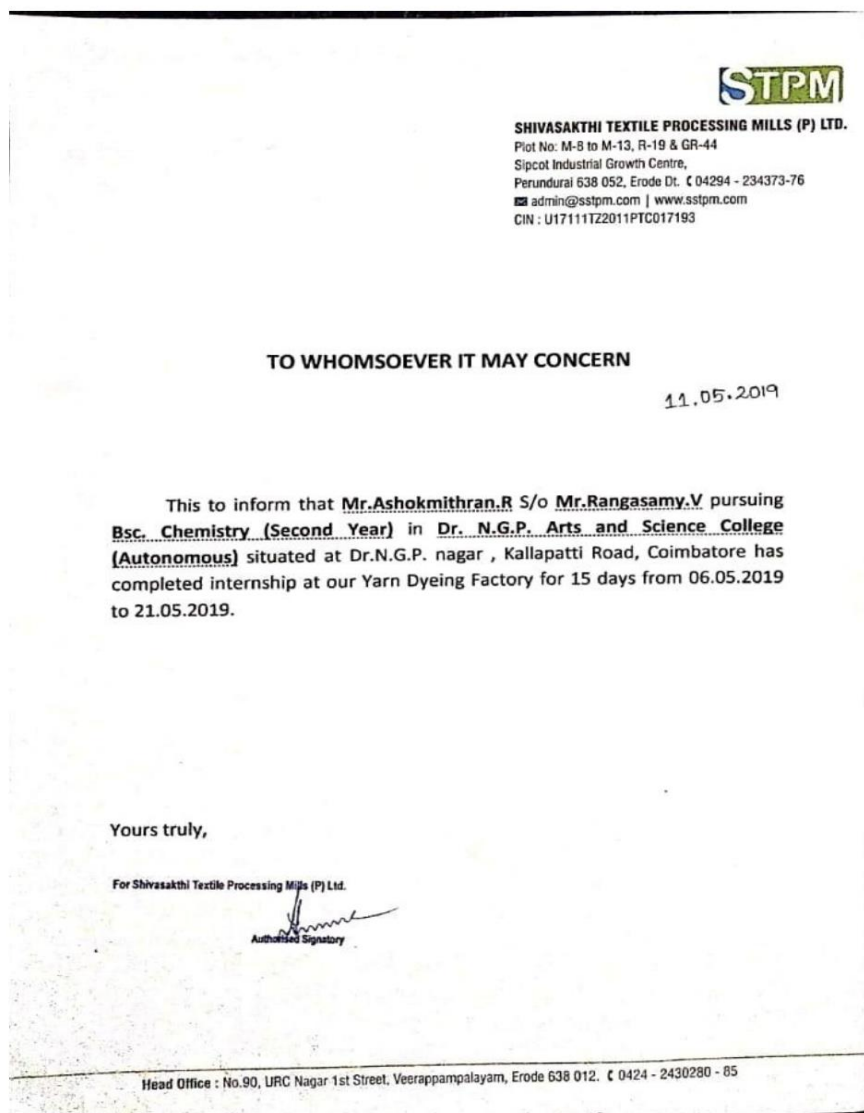 STPM
SHIVASAKTHI TEXTILE PROCESSING MILLS (P) LTD.
Plot No: M-8 to M-13, R-19 & GR-44
Sipcot Industrial Growth Centre,
Perundurai 638 052, Erode Dt. 04294 - 234373-76
admin@sstpm.com | www.sstpm.com
CIN : U17111TZ2011PTC017193
TO WHOMSOEVER IT MAY CONCERN
11.05.2019
This to inform that Mr.Ashokmithran.R S/o Mr.Rangasamy.V pursuing
Bsc. Chemistry (Second Year) in Dr. N.G.P. Arts and Science College
(Autonomous) situated at Dr.N.G.P. nagar , Kallapatti Road, Coimbatore has
completed internship at our Yarn Dyeing Factory for 15 days from 06.05.2019
to 21.05.2019.
Yours truly,
For Shivasakthi Textile Processing Mills (P) Ltd.
Authorised Signatory
Head Office : No.90, URC Nagar 1st Street, Veerappampalayam, Erode 638 012. 0424 - 2430280 - 85